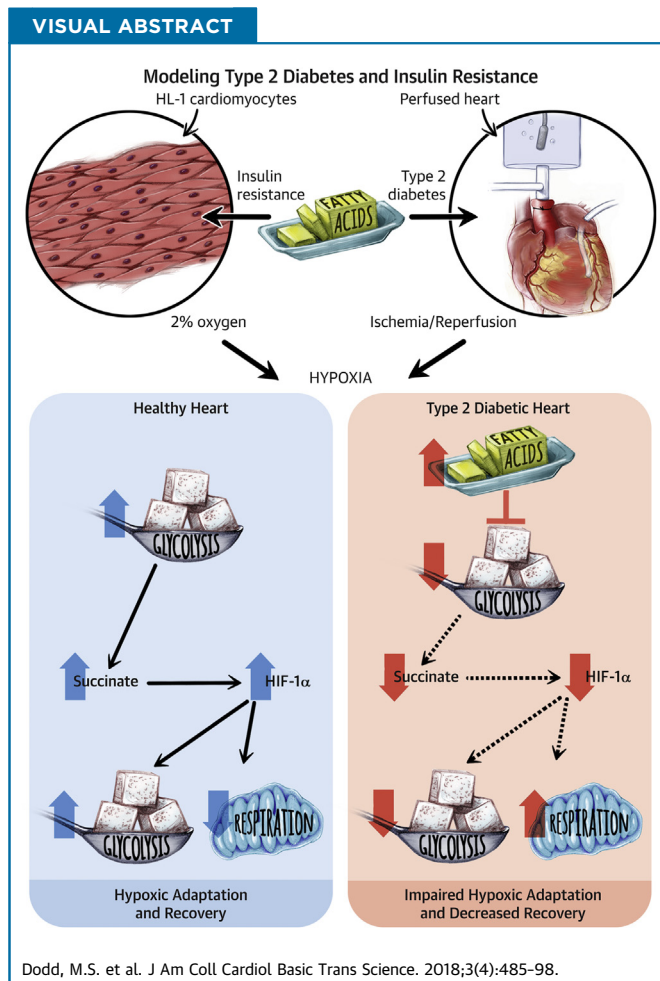 VISUAL ABSTRACT
Modeling Type 2 Diabetes and Insulin Resistance
HL-1 cardiomyocytes
Perfused heart
Insulin
resistance
FATTY
ACIDS
Type 2
diabetes
2% oxygen
Ischemia/Reperfusion
HYPOXIA
Healthy Heart
GLYCOLYSIS
Succinate
HIF-1α
GLYCOLYSIS
RESPIRATION
Hypoxic Adaptation
and Recovery
Type 2 Diabetic Heart
FATTY
ACIDS
GLYCOLYSIS
Succinate
HIF-1α
GLYCOLYSIS
RESPIRATION
Impaired Hypoxic Adaptation
and Decreased Recovery
Dodd, M.S. et al. J Am Coll Cardiol Basic Trans Science. 2018;3(4):485–98.